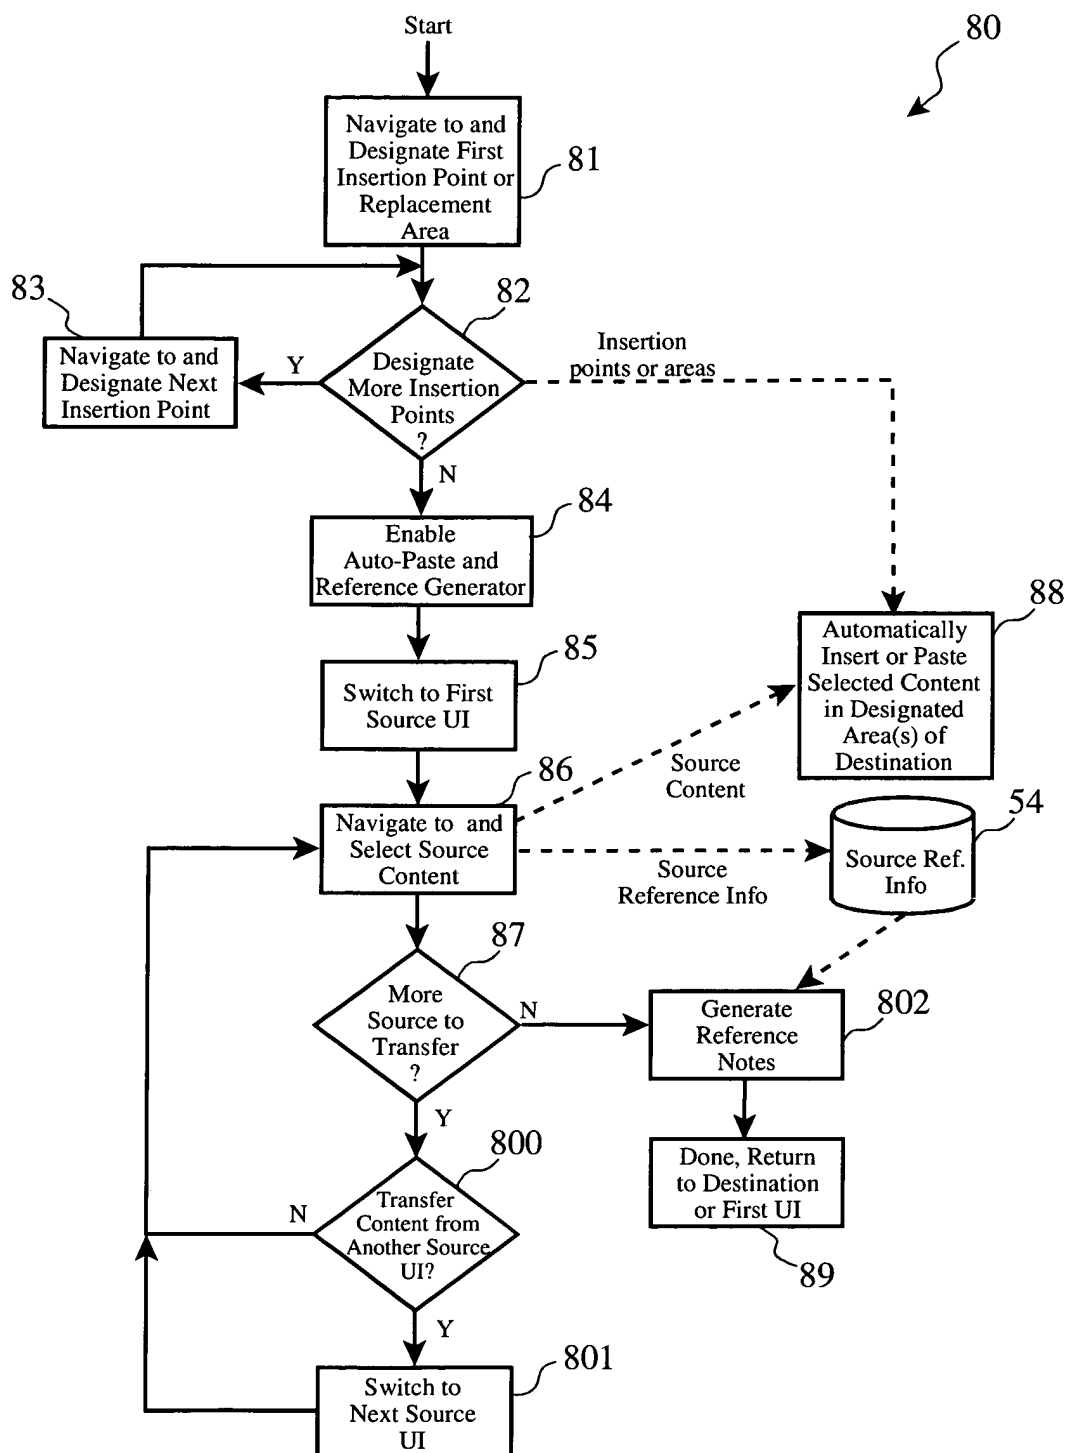 Start
80
Navigate to and
Designate First
Insertion Point or
Replacement
Area
81
83
82
Navigate to and
Designate Next
Insertion Point
Y
Designate
More Insertion
Points
?
Insertion
points or areas
N
84
Enable
Auto-Paste and
Reference Generator
88
Automatically
Insert or Paste
Selected Content
in Designated
Area(s) of
Destination
85
Switch to First
Source UI
86
Source
Content
Navigate to and
Select Source
Content
54
Source Ref.
Info
Source
Reference Info
87
More
Source to
Transfer
?
N
Generate
Reference
Notes
802
Y
800
Done, Return
to Destination
or First UI
89
N
Transfer
Content from
Another Source
UI?
Y
801
Switch to
Next Source
UI